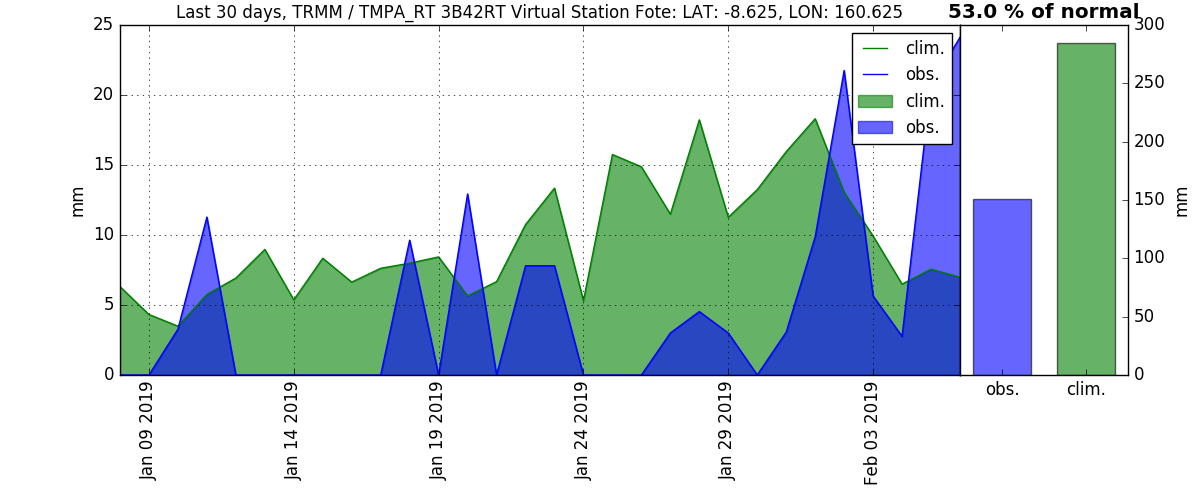 Last 30 days, TRMM / TMPA_RT 3B42RT Virtual Station Fote: LAT: -8.625, LON: 160.625
53.0 % of normal
25
20
15
10
5
0
mm
clim.
obs.
clim.
obs.
300
250
200
150
100
50
0
mm
obs.
clim.
Jan 09 2019
Jan 14 2019
Jan 19 2019
Jan 24 2019
Jan 29 2019
Feb 03 2019